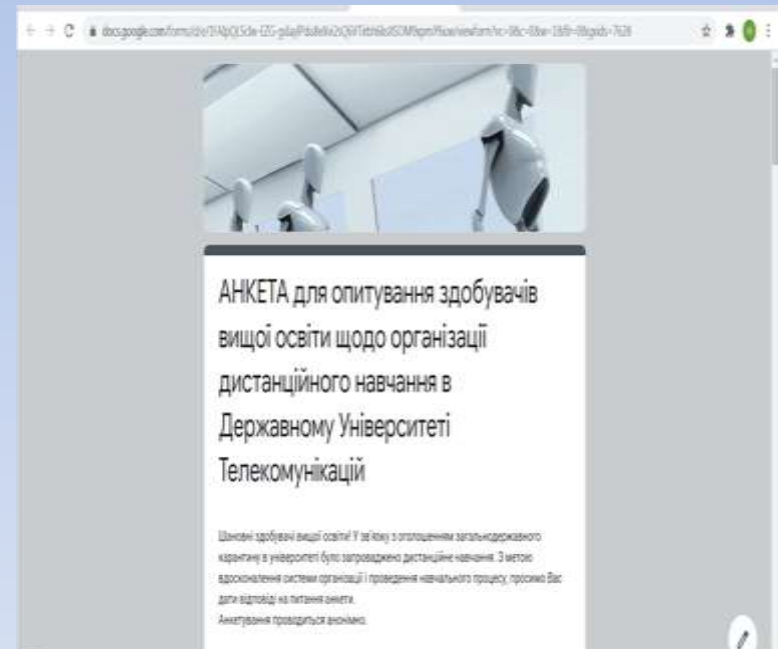 АНКЕТА для опитування здобувачів
вищої освіти щодо організації
дистанційного навчання в
Державному Університеті
Телекомунікацій
Шановні здобувачі вищої освіти! У зв'язку з оголошенням загальнодержавного
карантину в університеті було запроваджено дистанційне навчання. З метою
вдосконалення системи організації і проведення навчального процесу, просимо Вас
дати відповіді на питання анкети.
Анкетування проводиться анонімно.